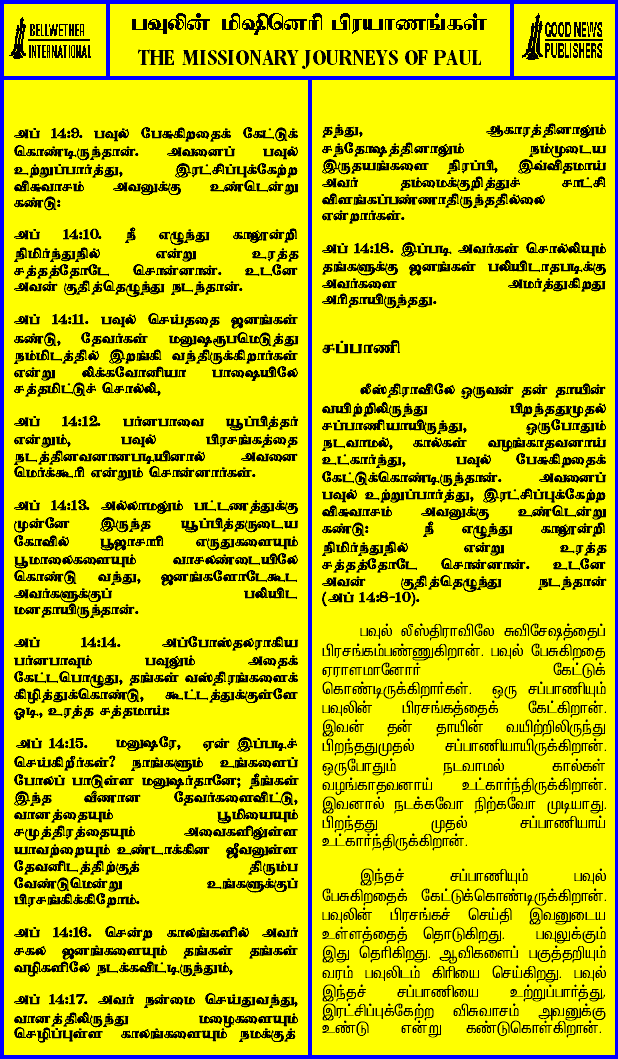 BELLWETHER
INTERNATIONAL
பவுலின் மிஷினெரி பிரயாணங்கள்
THE MISSIONARY JOURNEYS OF PAUL
GOOD NEWS
PUBLISHERS
அப் 14:9. பவுல் பேசுகிறதைக் கேட்டுக்
கொண்டிருந்தான். அவனைப் பவுல்
உற்றுப்பார்த்து, இரட்சிப்புக்கேற்ற
விசுவாசம் அவனுக்கு உண்டென்று
கண்டு:
அப் 14:10. நீ எழுந்து காலூன்றி
நிமிர்ந்துநில் என்று உரத்த
சத்தத்தோடே சொன்னான். உடனே
அவன் குதித்தெழுந்து நடந்தான்.
அப் 14:11. பவுல் செய்ததை ஜனங்கள்
கண்டு, தேவர்கள் மனுஷரூபமெடுத்து
நம்மிடத்தில் இறங்கி வந்திருக்கிறார்கள்
என்று லிக்கவோனியா பாஷையிலே
சத்தமிட்டுச் சொல்லி,
அப் 14:12. பர்னபாவை யூப்பித்தர்
என்றும், பவுல் பிரசங்கத்தை
நடத்தினவனானபடியினால் அவனை
மெர்க்கூரி என்றும் சொன்னார்கள்.
அப் 14:13. அல்லாமலும் பட்டணத்துக்கு
முன்னே இருந்த யூப்பித்தருடைய
கோவில் பூஜாசாரி எருதுகளையும்
பூமாலைகளையும் வாசலண்டையிலே
கொண்டு வந்து, ஜனங்களோடேகூட
அவர்களுக்குப் பலியிட
மனதாயிருந்தான்.
அப் 14:14. அப்போஸ்தலராகிய
பர்னபாவும் பவுலும் அதைக்
கேட்டபொழுது, தங்கள் வஸ்திரங்களைக்
கிழித்துக்கொண்டு, கூட்டத்துக்குள்ளே
ஓடி, உரத்த சத்தமாய்:
அப் 14:15. மனுஷரே, ஏன் இப்படிச்
செய்கிறீர்கள்? நாங்களும் உங்களைப்
போலப் பாடுள்ள மனுஷர்தானே; நீங்கள்
இந்த வீணான தேவர்களைவிட்டு,
வானத்தையும் பூமியையும்
சமுத்திரத்தையும் அவைகளிலுள்ள
யாவற்றையும் உண்டாக்கின ஜீவனுள்ள
தேவனிடத்திற்குத் திரும்ப
வேண்டுமென்று உங்களுக்குப்
பிரசங்கிக்கிறோம்.
அப் 14:16. சென்ற காலங்களில் அவர்
சகல ஜனங்களையும் தங்கள் தங்கள்
வழிகளிலே நடக்கவிட்டிருந்தும்,
அப் 14:17. அவர் நன்மை செய்துவந்து,
வானத்திலிருந்து மழைகளையும்
செழிப்புள்ள காலங்களையும் நமக்குத்
தந்து, ஆகாரத்தினாலும்
சந்தோஷத்தினாலும் நம்முடைய
இருதயங்களை நிரப்பி, இவ்விதமாய்
அவர் தம்மைக்குறித்துச் சாட்சி
விளங்கப்பண்ணாதிருந்ததில்லை
என்றார்கள்.
அப் 14:18. இப்படி அவர்கள் சொல்லியும்
தங்களுக்கு ஜனங்கள் பலியிடாதபடிக்கு
அவர்களை அமர்த்துகிறது
அரிதாயிருந்தது.
சப்பாணி
லீஸ்திராவிலே ஒருவன் தன் தாயின்
வயிற்றிலிருந்து பிறந்ததுமுதல்
சப்பாணியாயிருந்து, ஒருபோதும்
நடவாமல், கால்கள் வழங்காதவனாய்
உட்கார்ந்து, பவுல் பேசுகிறதைக்
கேட்டுக்கொண்டிருந்தான். அவனைப்
பவுல் உற்றுப்பார்த்து, இரட்சிப்புக்கேற்ற
விசுவாசம் அவனுக்கு உண்டென்று
கண்டு: நீ எழுந்து காலூன்றி
நிமிர்ந்துநில் என்று உரத்த
சத்தத்தோடே சொன்னான். உடனே
அவன் குதித்தெழுந்து நடந்தான்
(அப் 14:8-10).
பவுல் லீஸ்திராவிலே சுவிசேஷத்தைப்
பிரசங்கம்பண்ணுகிறான். பவுல் பேசுகிறதை
ஏராளமானோர் கேட்டுக்
கொண்டிருக்கிறார்கள். ஒரு சப்பாணியும்
பவுலின் பிரசங்கத்தைக் கேட்கிறான்.
இவன் தன் தாயின் வயிற்றிலிருந்து
பிறந்ததுமுதல் சப்பாணியாயிருக்கிறான்.
ஒருபோதும் நடவாமல் கால்கள்
வழங்காதவனாய் உட்கார்ந்திருக்கிறான்.
இவனால் நடக்கவோ நிற்கவோ முடியாது.
பிறந்தது முதல் சப்பாணியாய்
உட்கார்ந்திருக்கிறான்.
இந்தச் சப்பாணியும் பவுல்
பேசுகிறதைக் கேட்டுக்கொண்டிருக்கிறான்.
பவுலின் பிரசங்கச் செய்தி இவனுடைய
உள்ளத்தைத் தொடுகிறது. பவுலுக்கும்
இது தெரிகிறது. ஆவிகளைப் பகுத்தறியும்
வரம் பவுலிடம் கிரியை செய்கிறது. பவுல்
இந்தச் சப்பாணியை உற்றுப்பார்த்து,
இரட்சிப்புக்கேற்ற விசுவாசம் அவனுக்கு
உண்டு என்று கண்டுகொள்கிறான்.